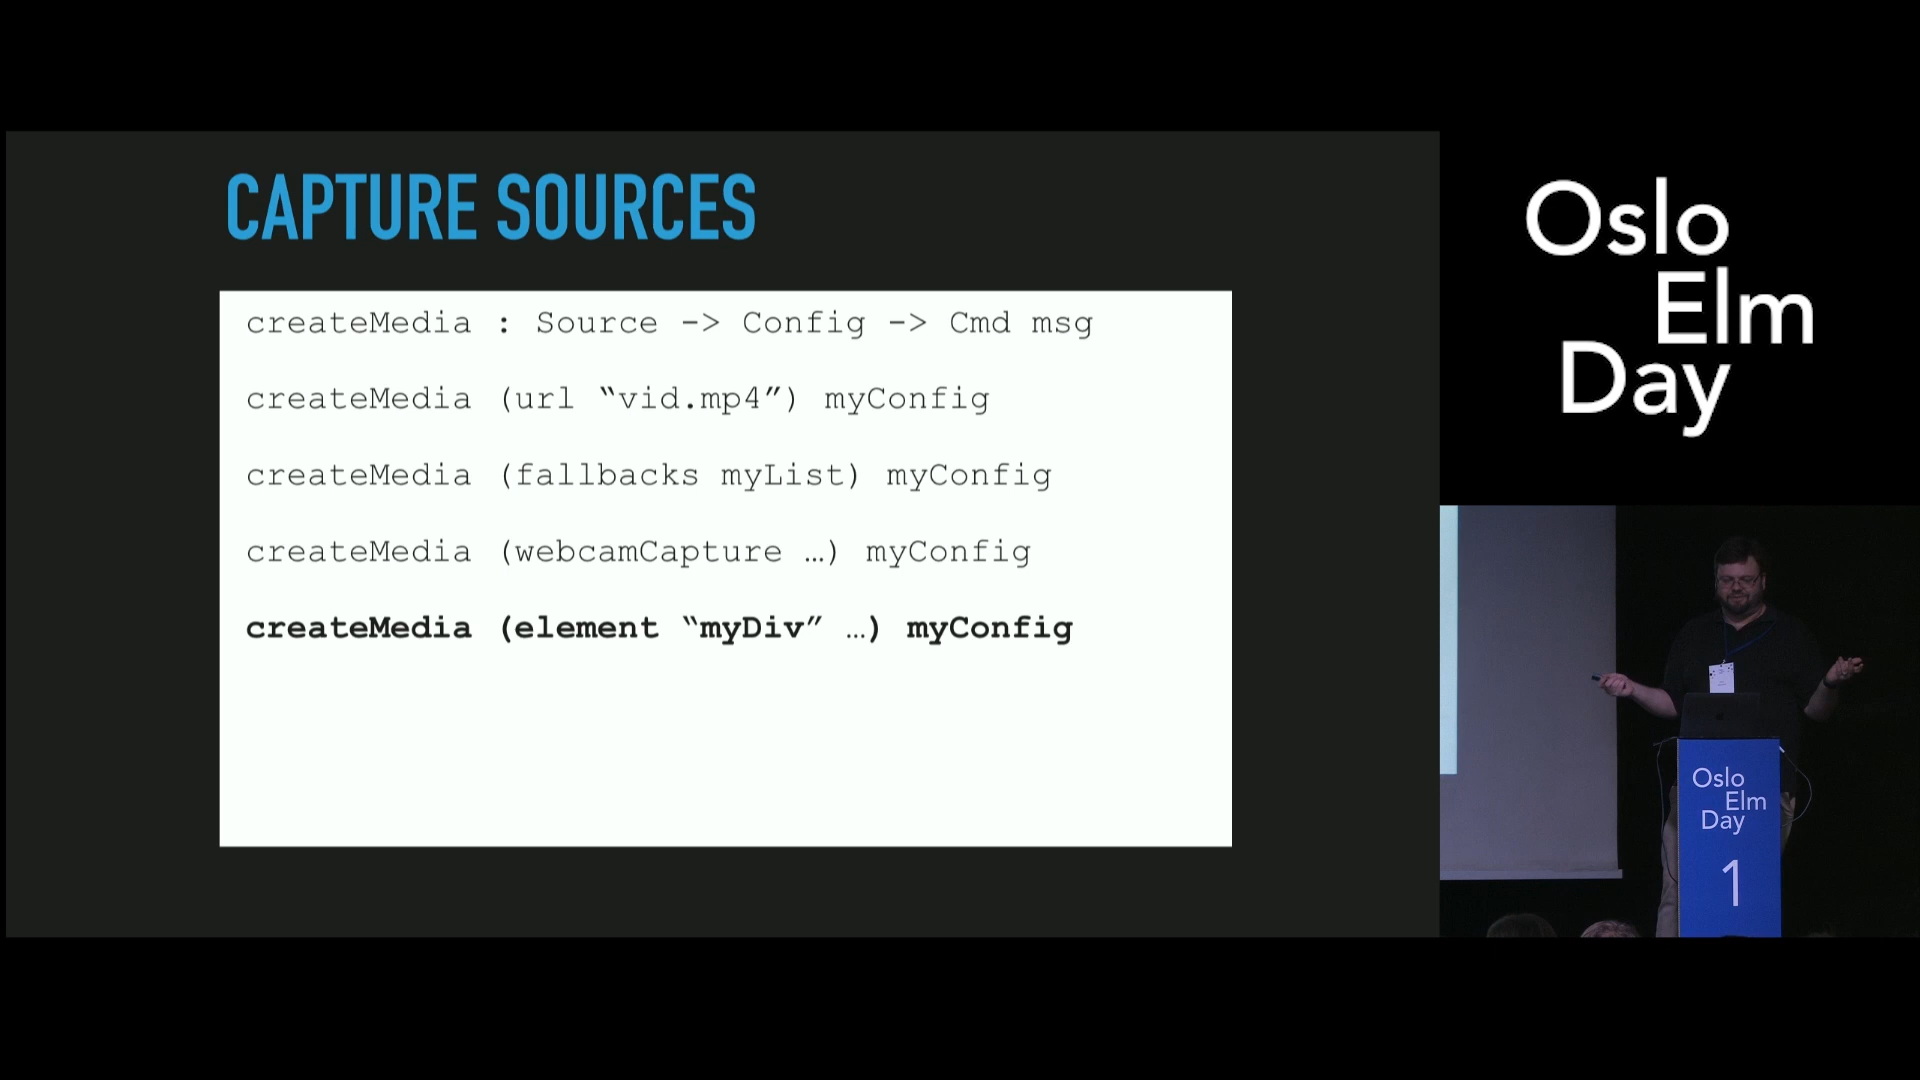 CAPTURE SOURCES
createMedia : Source -> Config -> Cmd msg
createMedia (url “vid.mp4”) myConfig
createMedia (fallbacks myList) myConfig
createMedia (webcamCapture …) myConfig
createMedia (element “myDiv” …) myConfig
Oslo
Elm
Day
Oslo
Elm
Day
1